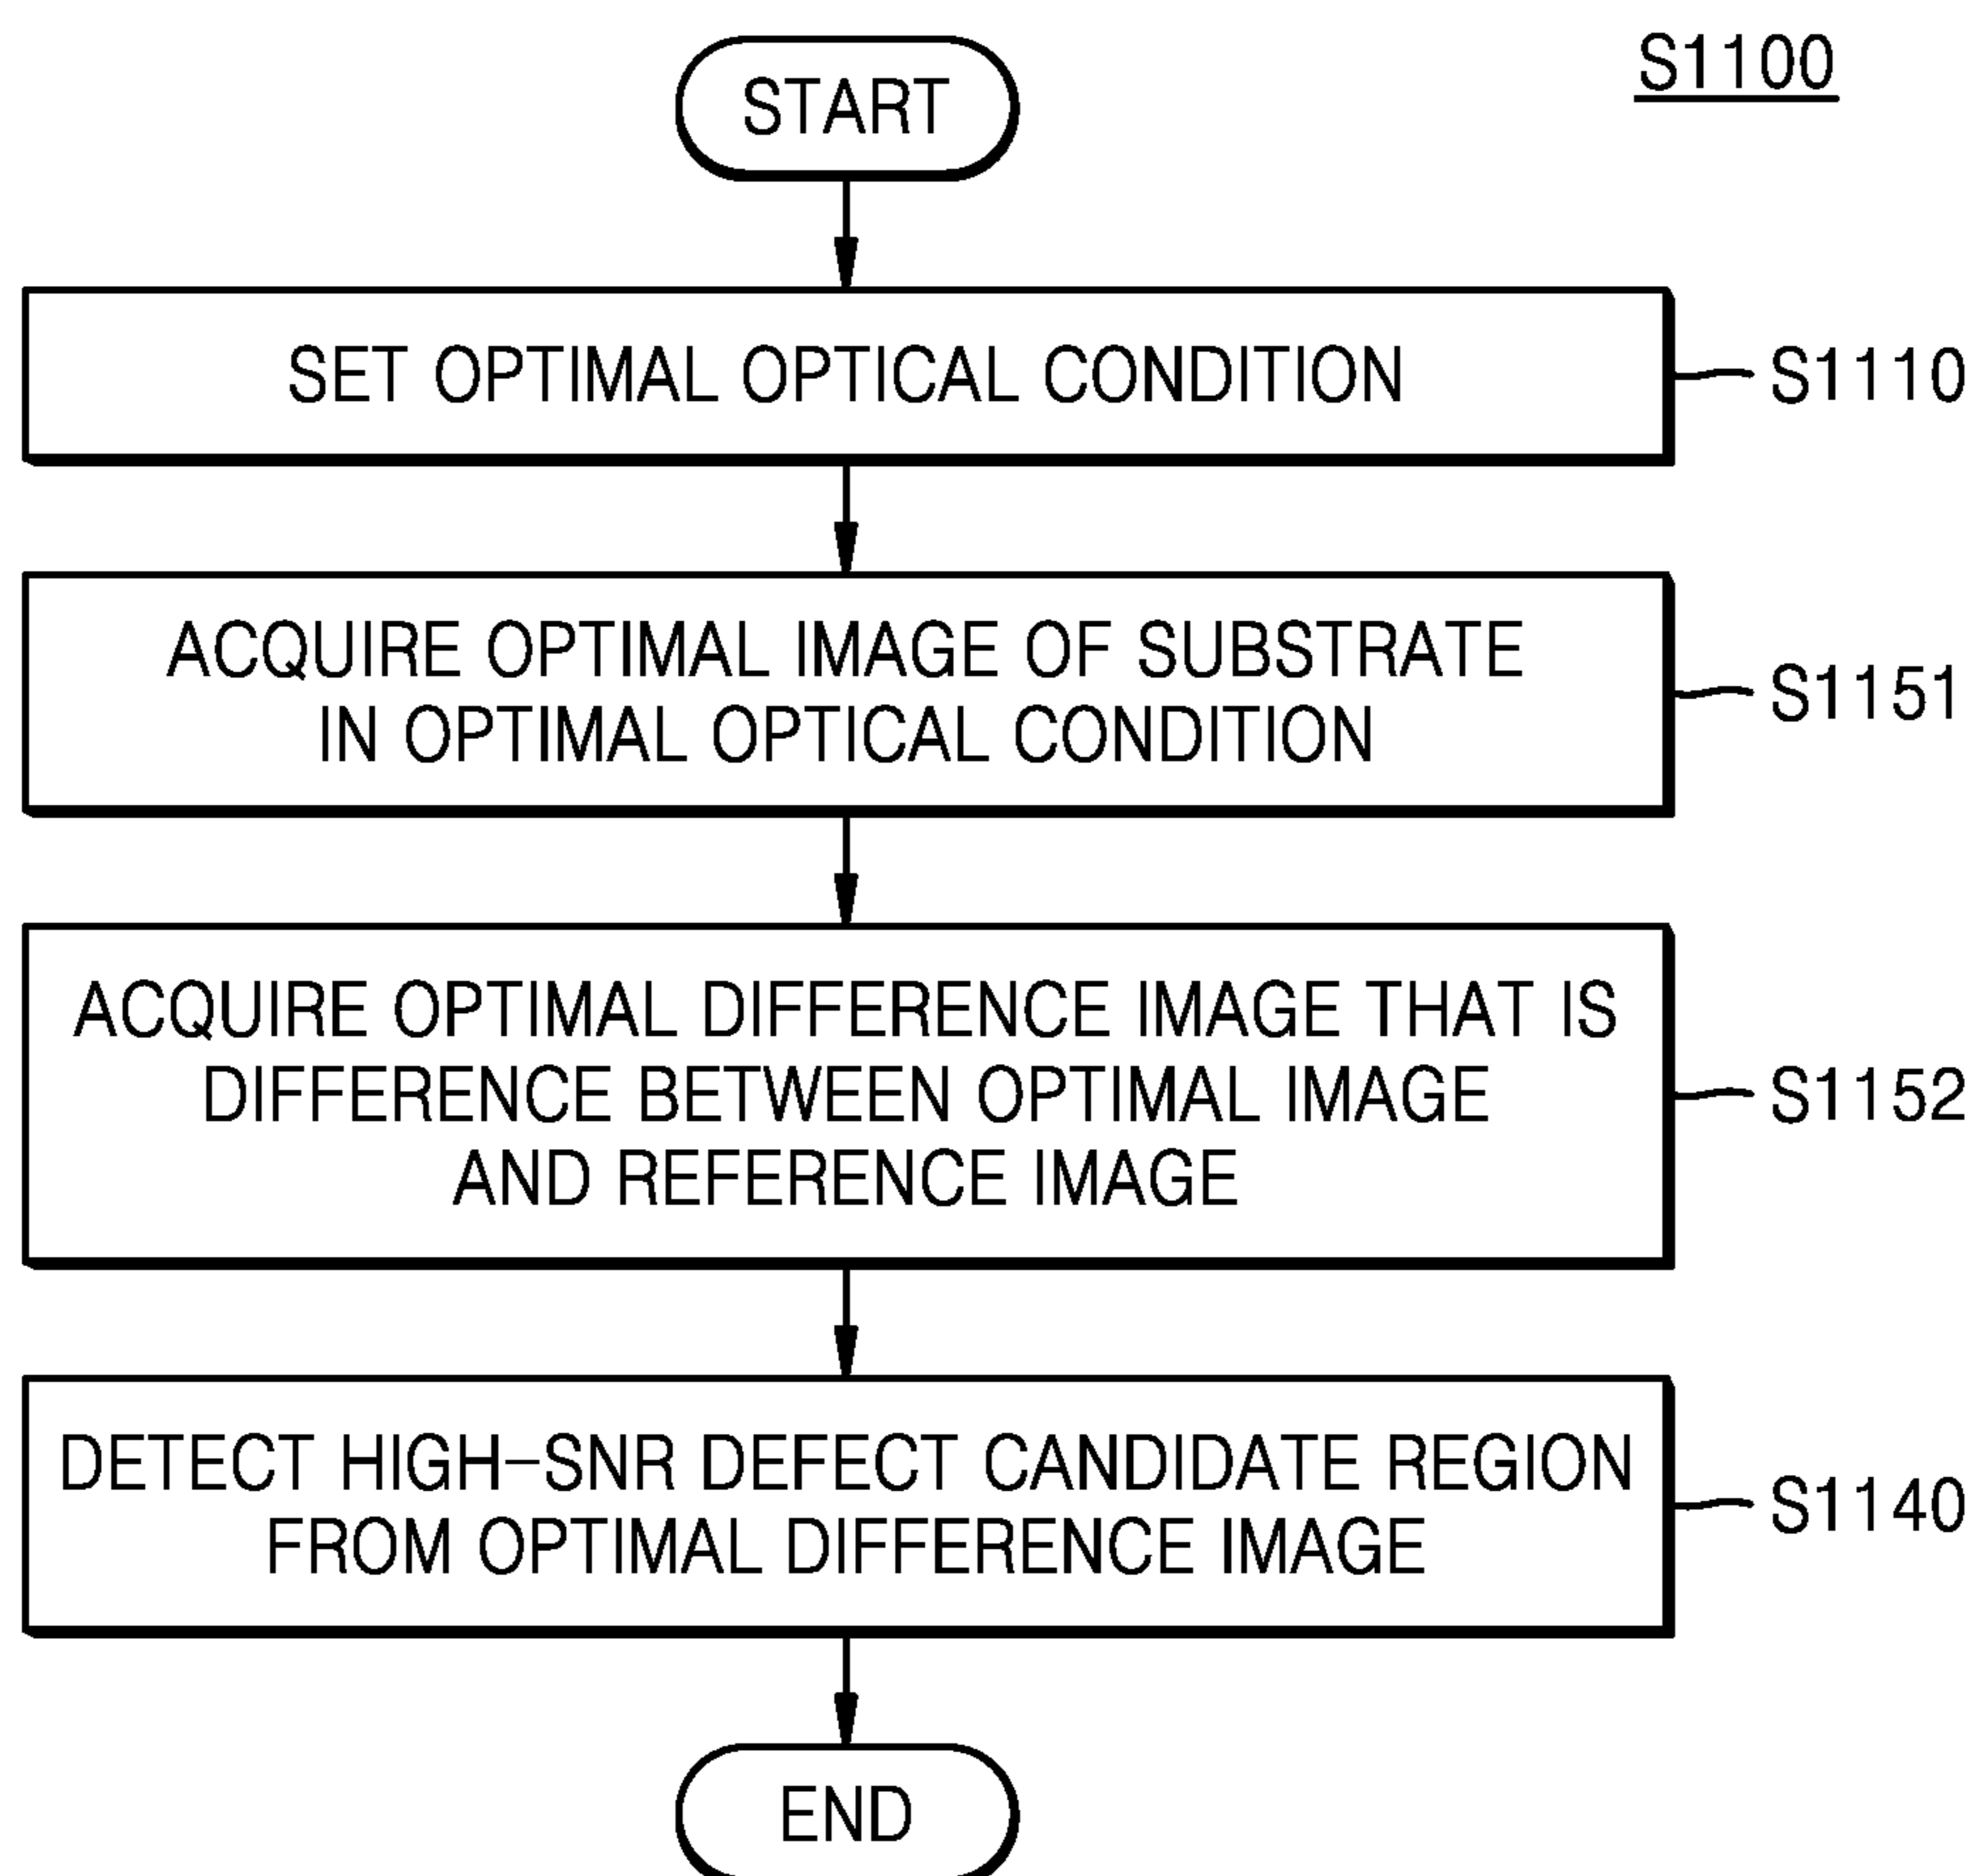 S1100
START
SET OPTIMAL OPTICAL CONDITION
S1110
ACQUIRE OPTIMAL IMAGE OF SUBSTRATE
IN OPTIMAL OPTICAL CONDITION
S1151
ACQUIRE OPTIMAL DIFFERENCE IMAGE THAT IS
DIFFERENCE BETWEEN OPTIMAL IMAGE
AND REFERENCE IMAGE
S1152
DETECT HIGH-SNR DEFECT CANDIDATE REGION
FROM OPTIMAL DIFFERENCE IMAGE
S1140
END